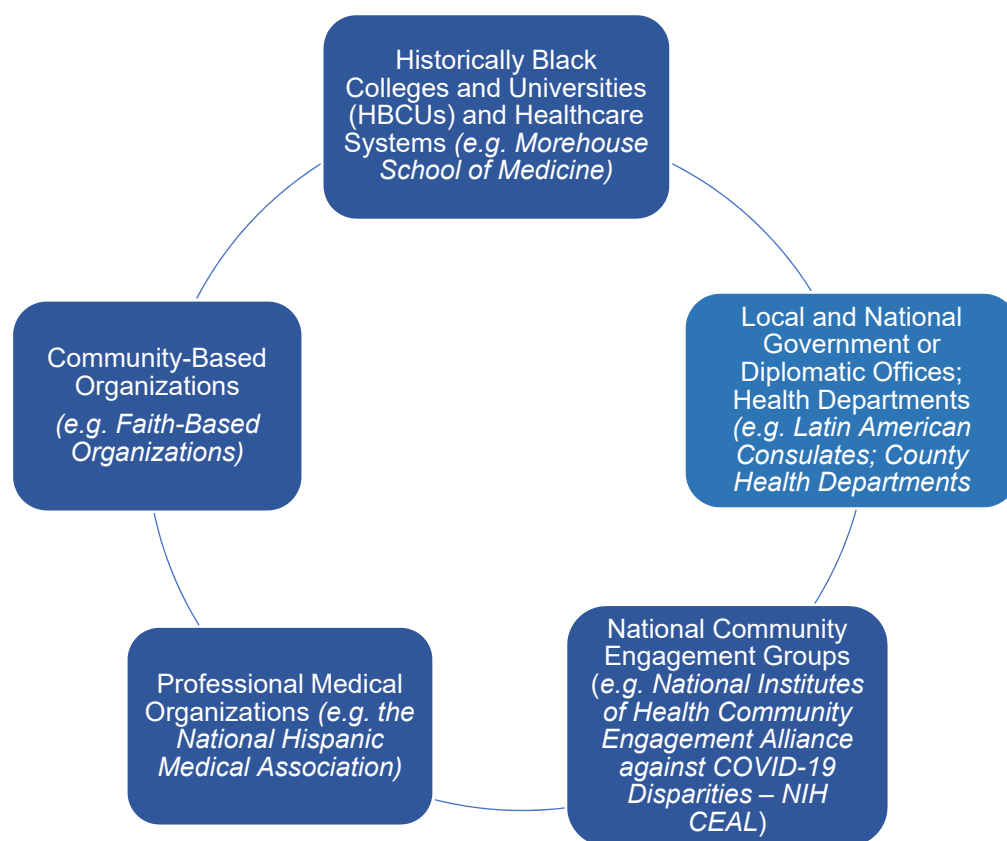 Historically Black
Colleges and Universities
(HBCUs) and Healthcare
Systems (e.g. Morehouse
School of Medicine)
Local and National
Government or
Diplomatic Offices;
Health Departments
(e.g. Latin American
Consulates; County
Health Departments
National Community
Engagement Groups
(e.g. National Institutes
of Health Community
Engagement Alliance
against COVID-19
Disparities – NIH
CEAL)
Professional Medical
Organizations (e.g. the
National Hispanic
Medical Association)
Community-Based
Organizations
(e.g. Faith-Based
Organizations)